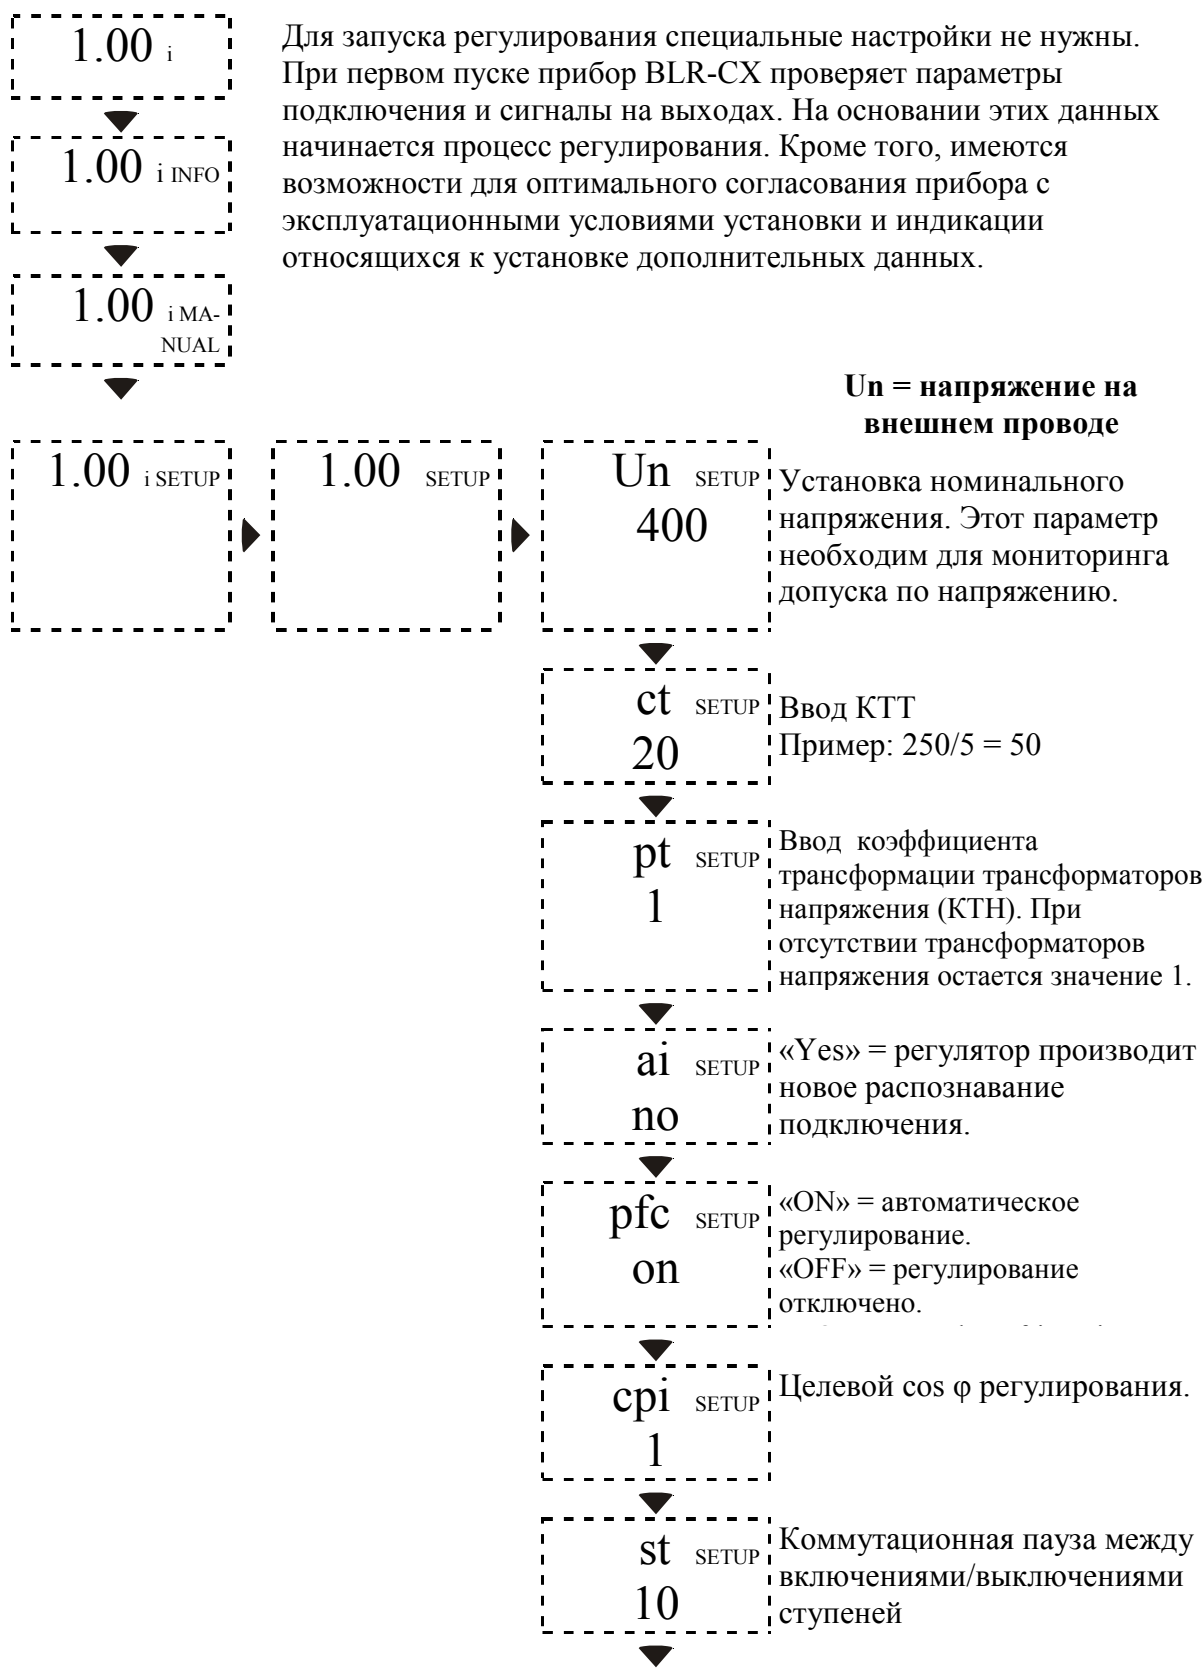 1.00 i
Для запуска регулирования специальные настройки не нужны.
При первом пуске прибор BLR-CX проверяет параметры
подключения и сигналы на выходах. На основании этих данных
начинается процесс регулирования. Кроме того, имеются
возможности для оптимального согласования прибора с
эксплуатационными условиями установки и индикации
относящихся к установке дополнительных данных.
1.00 i INFO
1.00 i MA-
NUAL
1.00 i SETUP
1.00 SETUP
Un = напряжение на
внешнем проводе
Un SETUP
400
Установка номинального
напряжения. Этот параметр
необходим для мониторинга
допуска по напряжению.
ct SETUP
20
Ввод КТТ
Пример: 250/5 = 50
pt SETUP
1
Ввод коэффициента
трансформации трансформаторов
напряжения (КТН). При
отсутствии трансформаторов
напряжения остается значение 1.
ai SETUP
no
«Yes» = регулятор производит
новое распознавание
подключения.
pfc SETUP
on
«ON» = автоматическое
регулирование.
«OFF» = регулирование
отключено.
cpi SETUP
1
Целевой cos φ регулирования.
st SETUP
10
Коммутационная пауза между
включениями/выключениями
ступеней